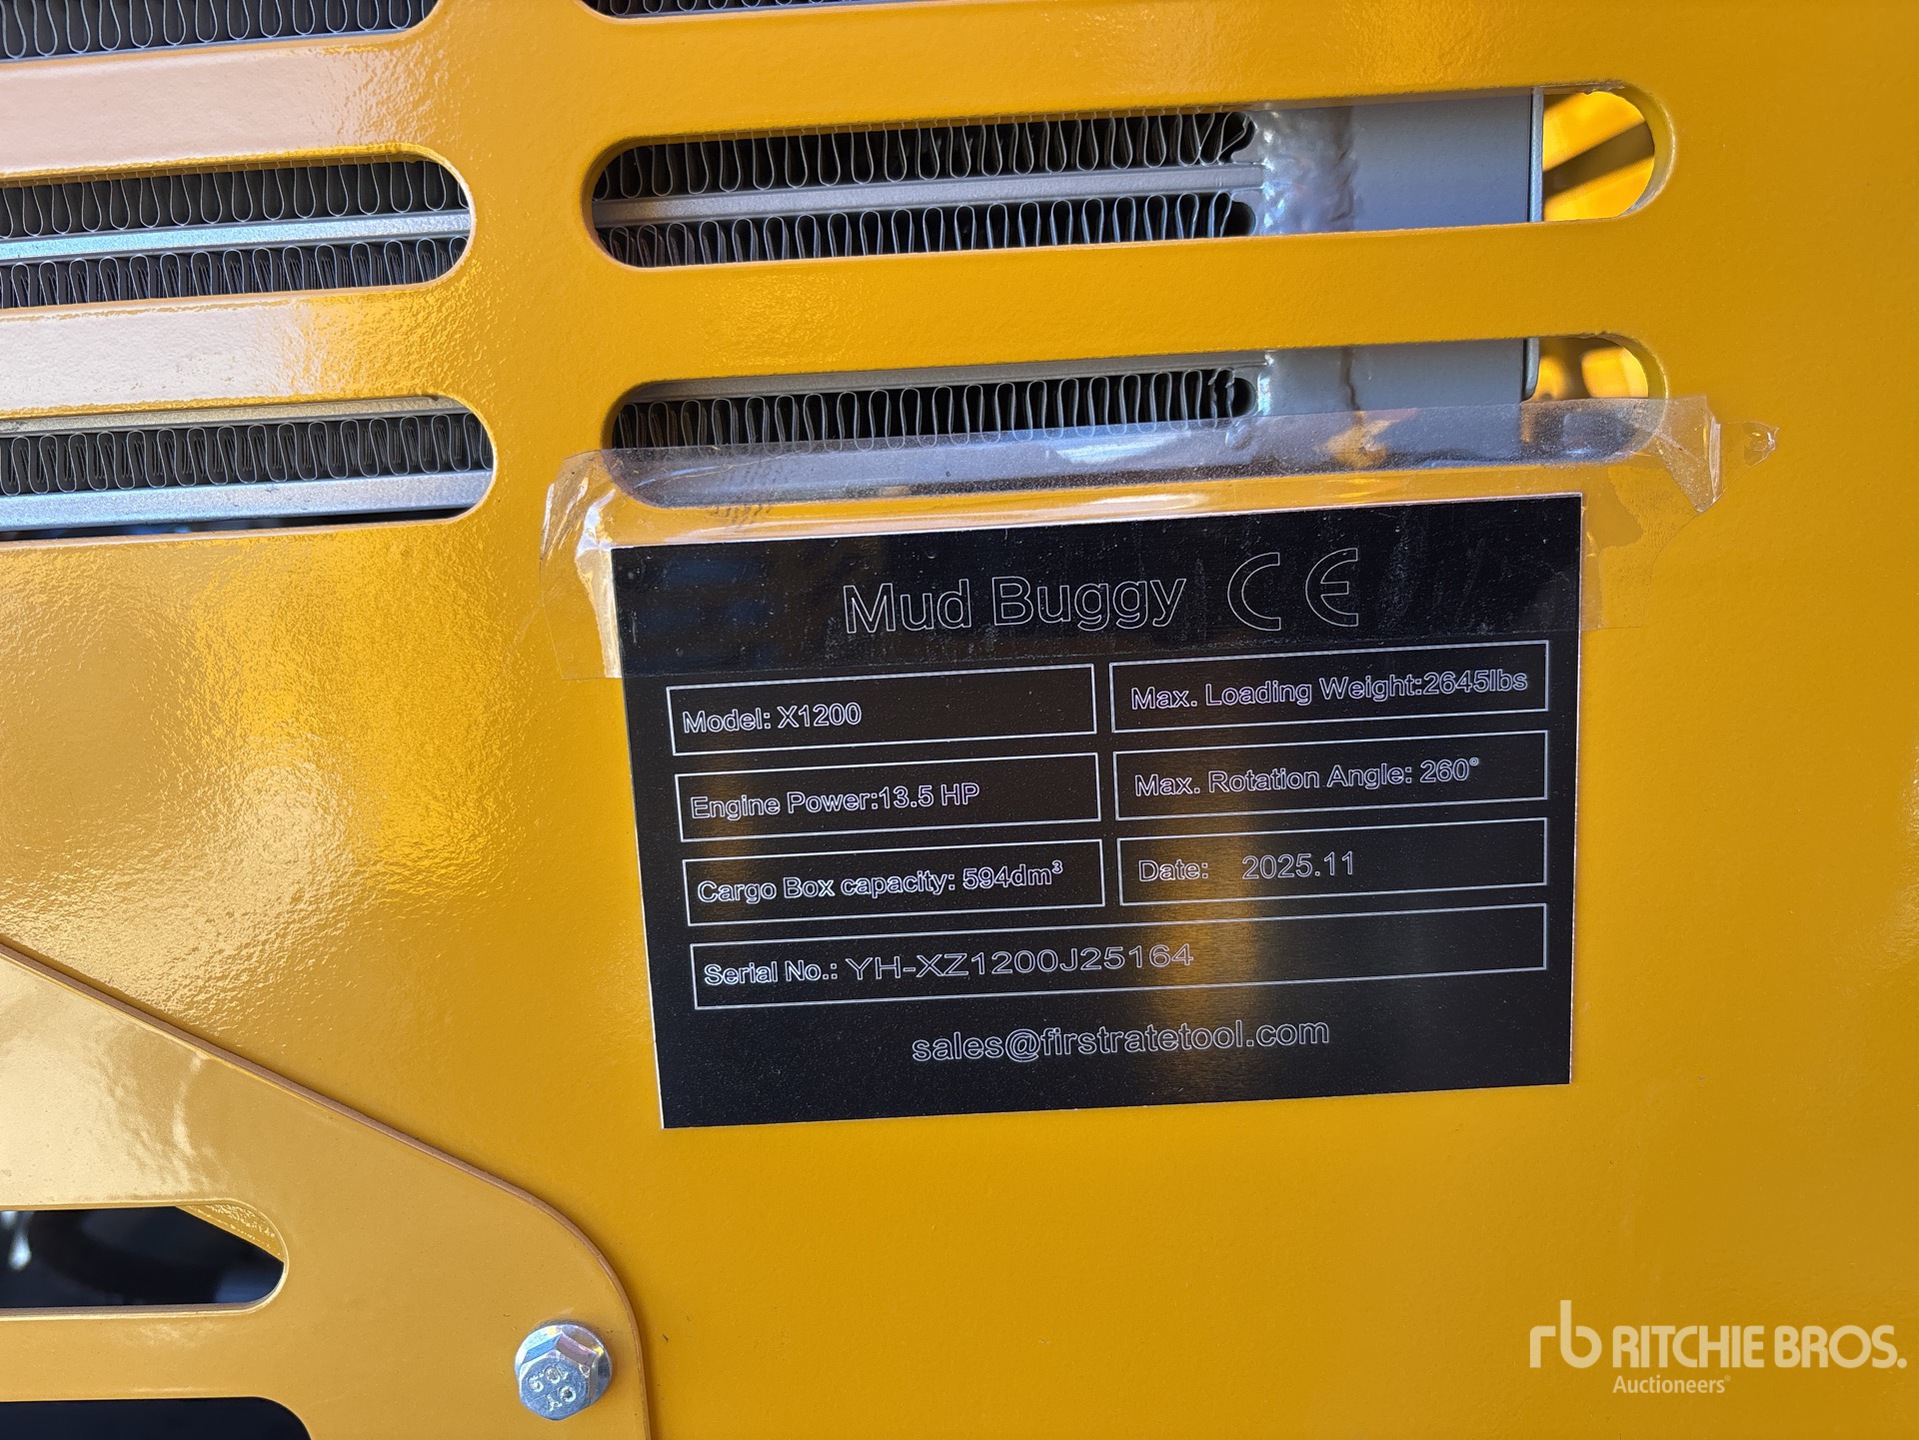 Mud Buggy CE
Model: X1200
Max. Loading Weight:2645lbs
Engine Power:13.5 HP
Max. Rotation Angle: 260°
Cargo Box capacity: 594dm³
Date: 2025.11
Serial No.: YH-XZ1200J25164
sales@firstratetool.com
rb RITCHIE BROS.
Auctioneers